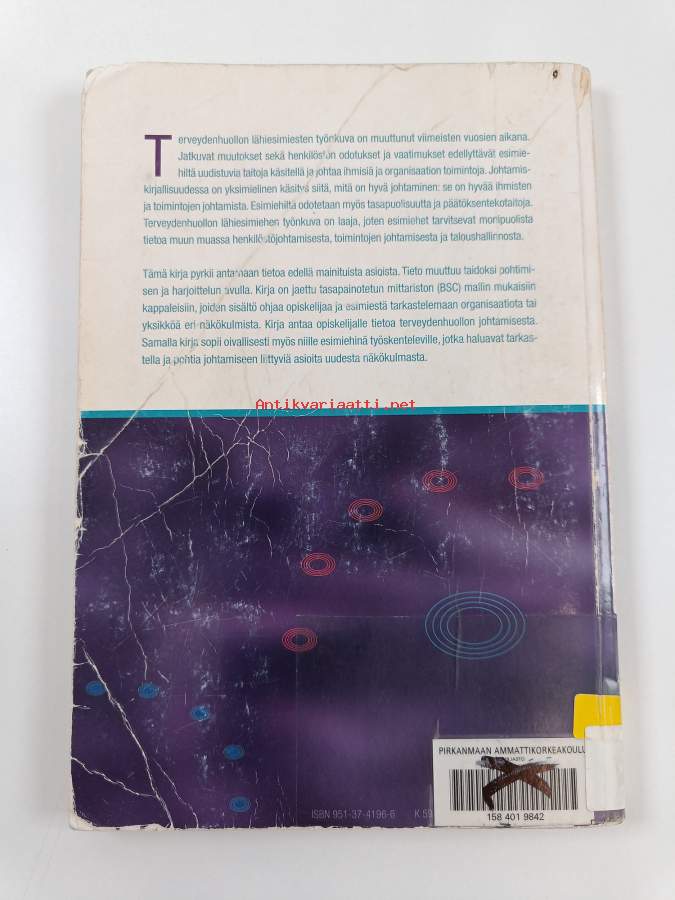 Terveydenhuollon lähiesimiesten työnkuva on muuttunut viimeisten vuosien aikana.
Jatkuvat muutokset sekä henkilöstön odotukset ja vaatimukset edellyttävät esimie-
hiltä uudistuvia taitoja käsitellä ja johtaa ihmisiä ja organisaation toimintoja. Johtamis-
kirjallisuudessa on yksimielinen käsitys siitä, mitä on hyvä johtaminen: se on hyvää ihmisten
ja toimintojen johtamista. Esimiehiltä odotetaan myös tasapuolisuutta ja päätöksentekotaitoja.
Terveydenhuollon lähiesimiehen työnkuva on laaja, joten esimiehet tarvitsevat monipuolista
tietoa muun muassa henkilöstöjohtamisesta, toimintojen johtamisesta ja taloushallinnosta.
Tämä kirja pyrkii antamaan tietoa edellä mainituista asioista. Tieto muuttuu taidoksi pohtimi-
sen ja harjoittelun avulla. Kirja on jaettu tasapainotetun mittariston (BSC) mallin mukaisiin
kappaleisiin, joiden sisältö ohjaa opiskelijaa ja esimiestä tarkastelemaan organisaatiota tai
yksikköä eri näkökulmista. Kirja antaa opiskelijalle tietoa terveydenhuollon johtamisesta.
Samalla kirja sopii oivallisesti myös niille esimiehinä työskenteleville, jotka haluavat tarkas-
tella ja pohtia johtamiseen liittyviä asioita uudesta näkökulmasta.
Antikvariaatti.net
PIRKANMAAN AMMATTIKORKEAKOULU
158 401 9842
ISBN 951-37-4196-6 K 59